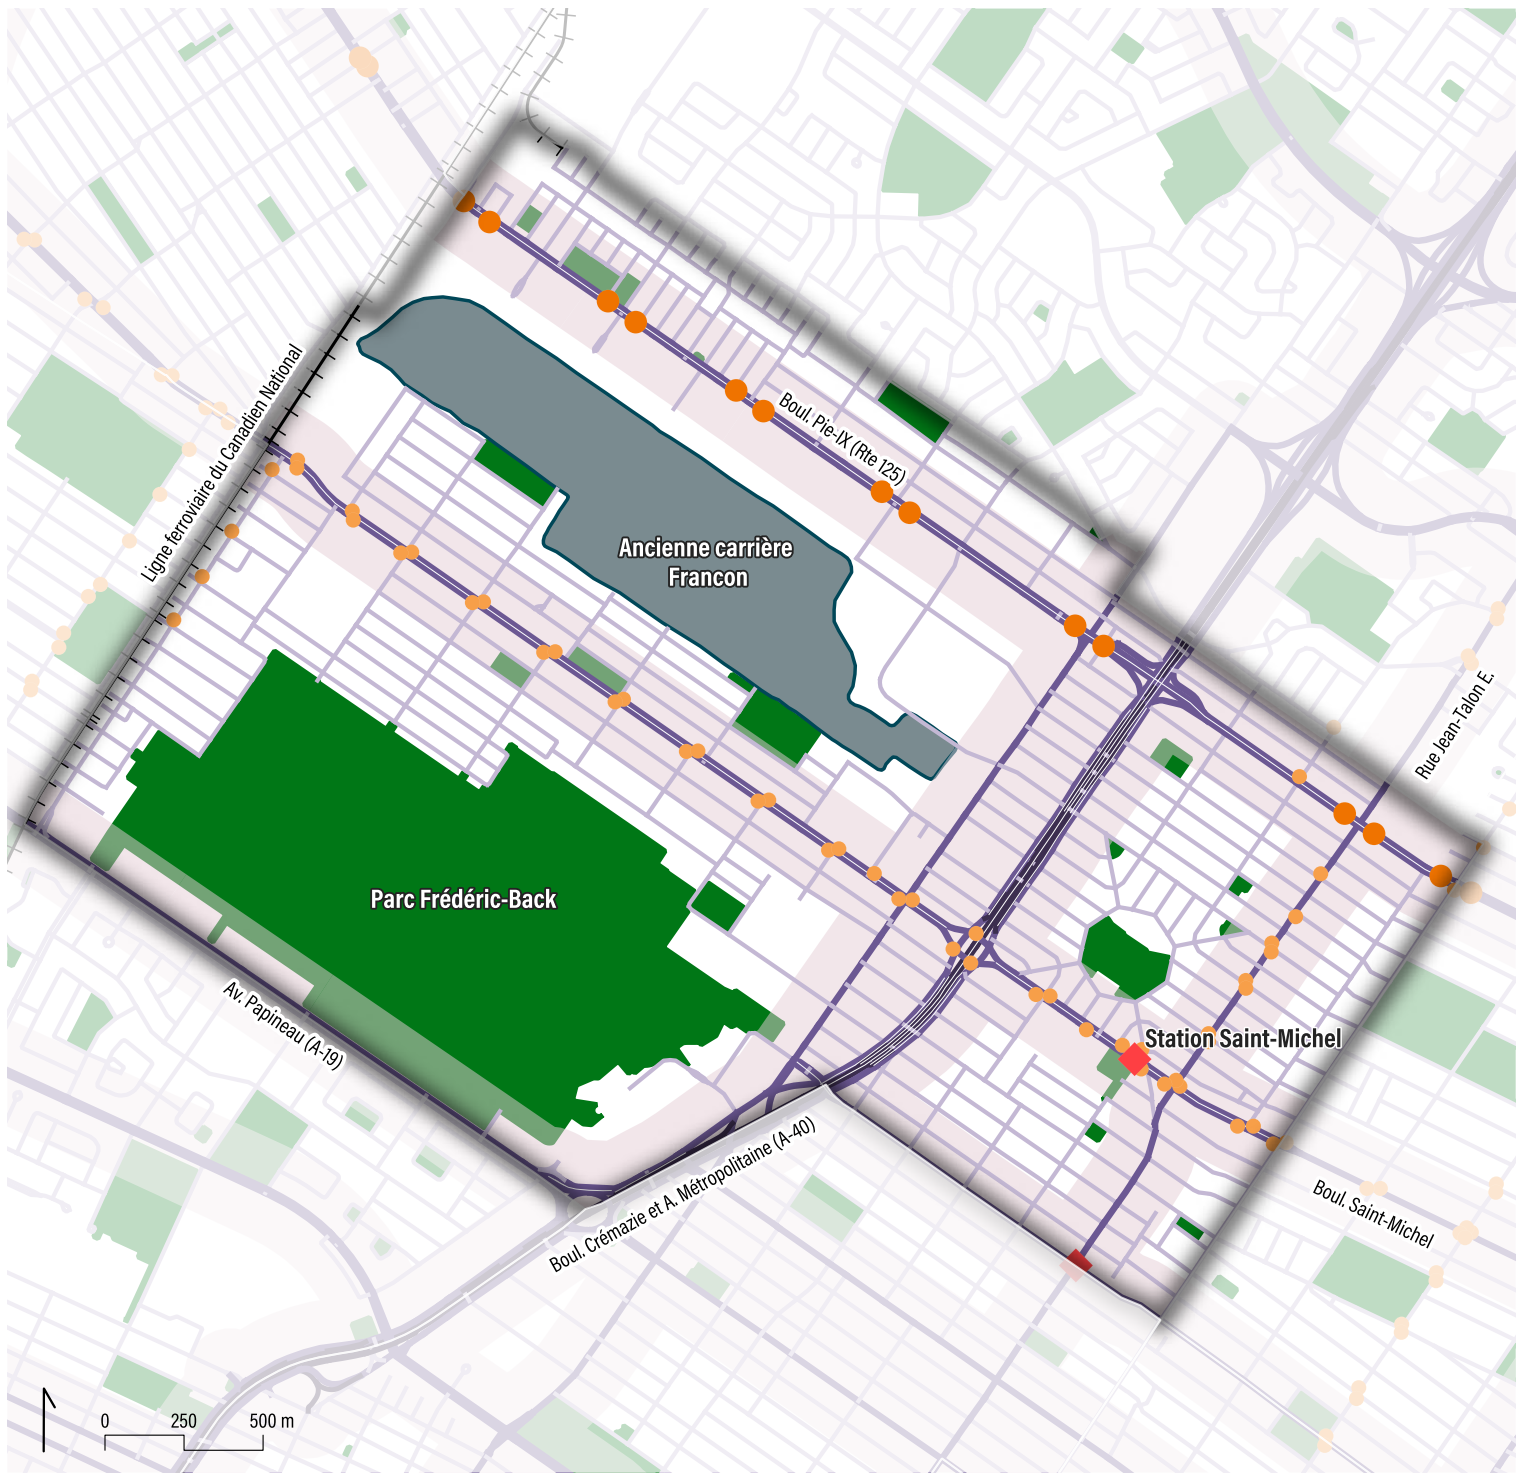 Ligne ferroviaire du Canadien National
Boul. Pie-IX (Rte 125)
Ancienne carrière
Francon
Rue Jean-Talon E.
Parc Frédéric-Back
Av. Papineau (A-19)
Station Saint-Michel
Boul. Crémazie et A. Métropolitaine (A-40)
Boul. Saint-Michel
0 250 500 m